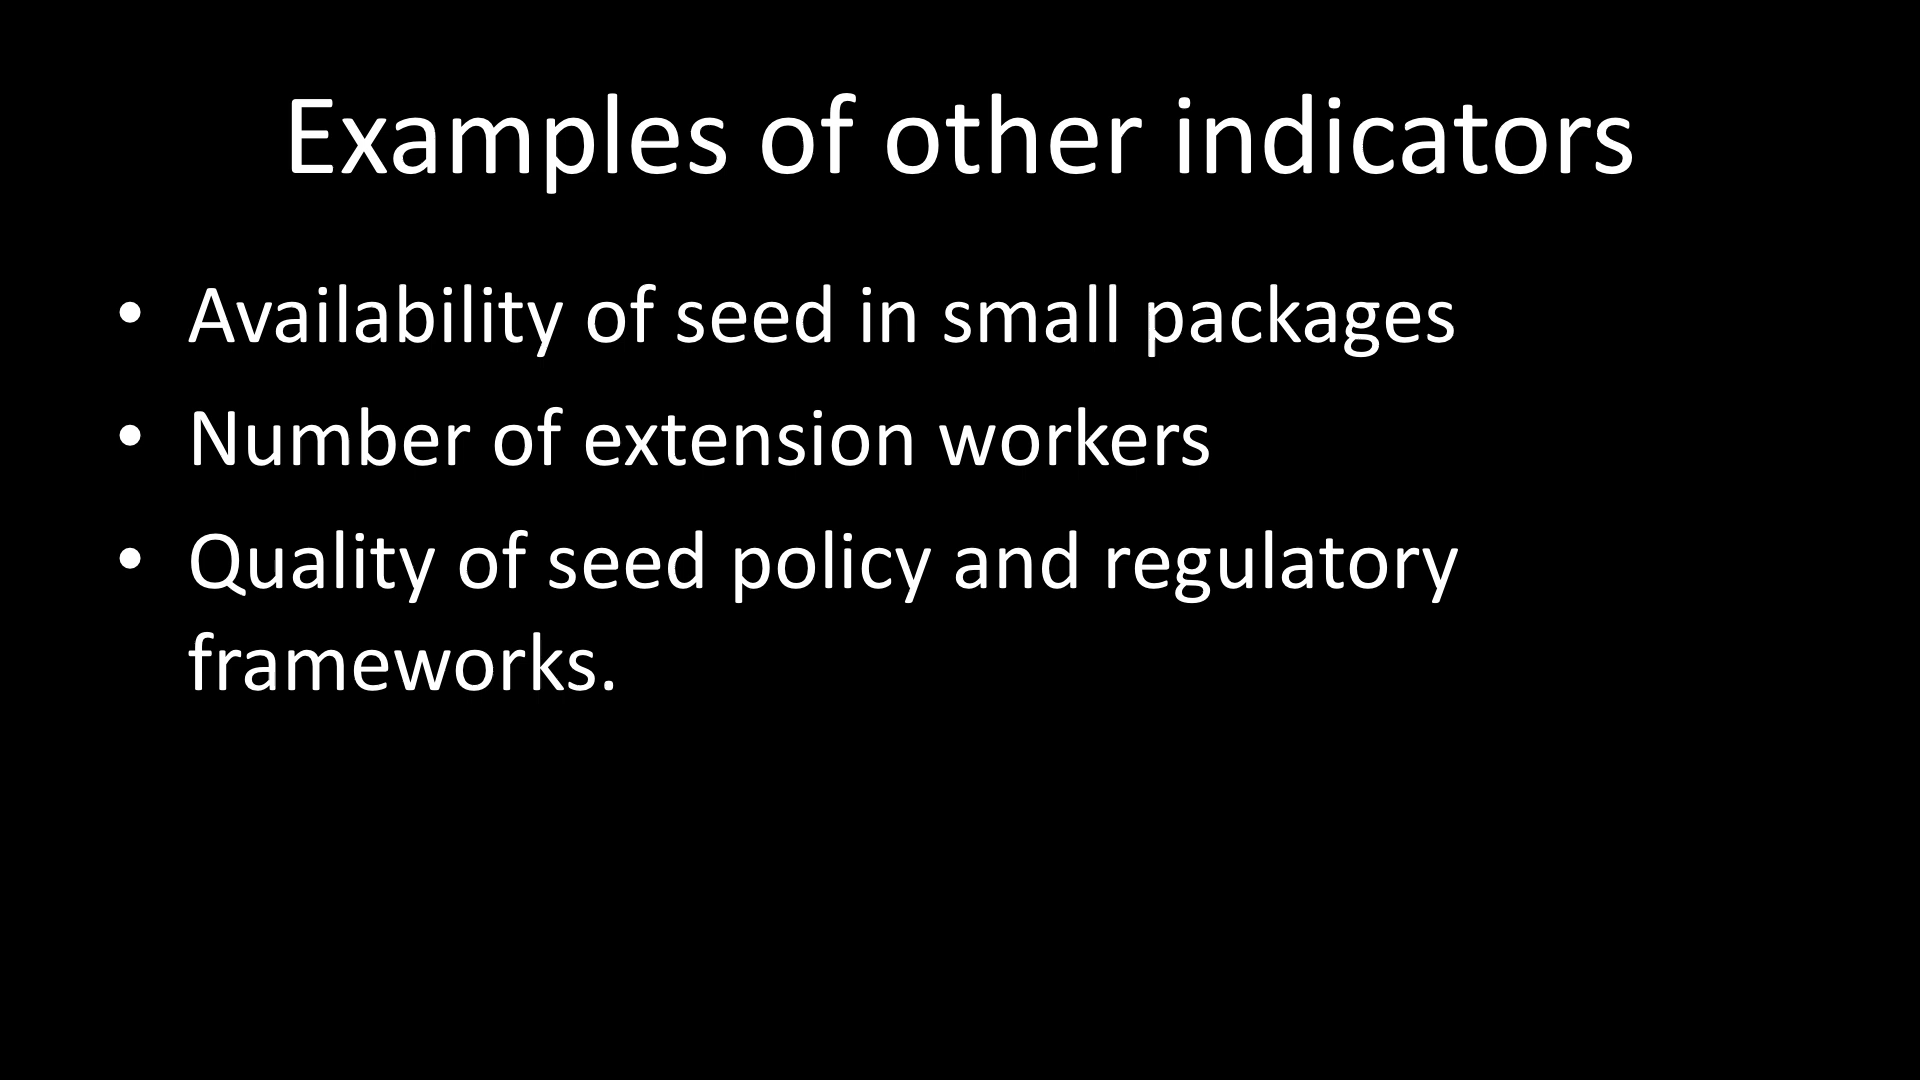 Examples of other indicators
• Availability of seed in small packages
• Number of extension workers
• Quality of seed policy and regulatory
frameworks.